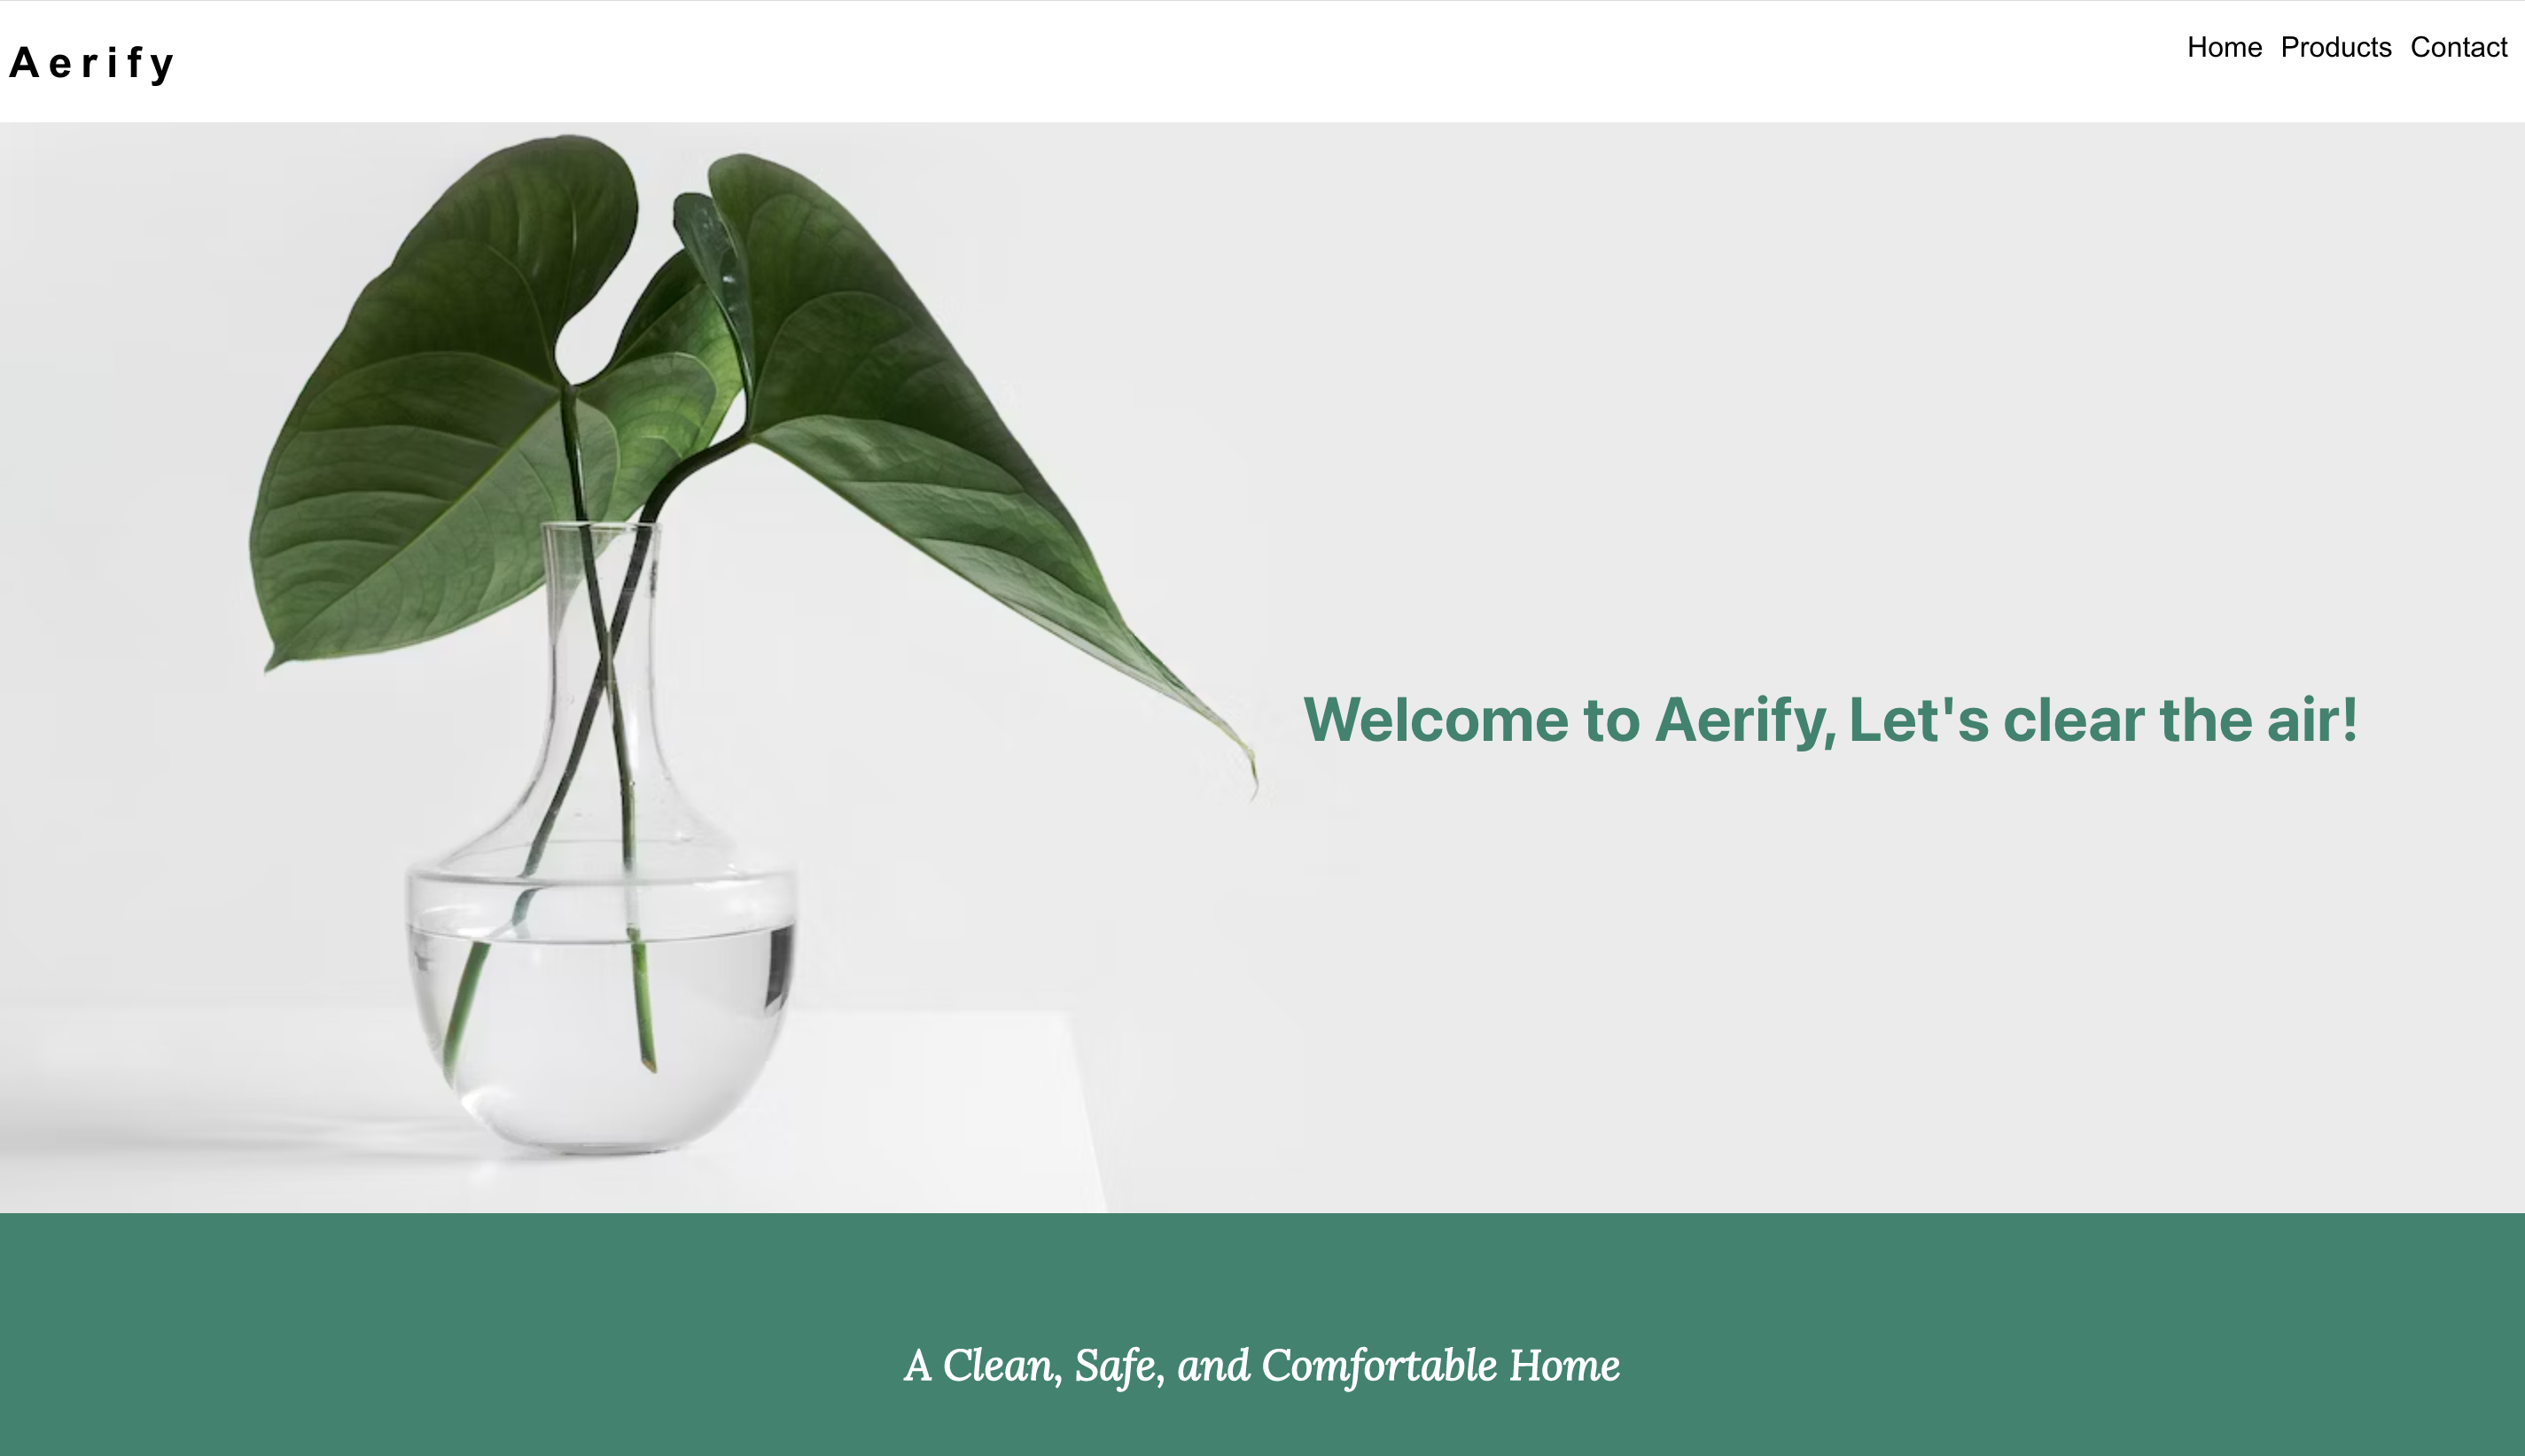 Aerify
Home Products Contact
Welcome to Aerify, Let's clear the air!
A Clean, Safe, and Comfortable Home